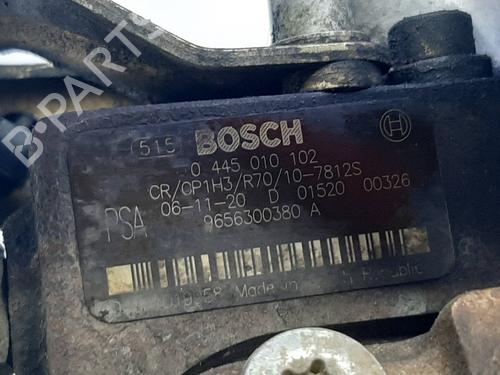 B-PARTS
515 BOSCH
0 445 010 102
CR/CP1H3/R70/10-7812S
PSA 06-11-20 D 01520 00326
9656300380 A
Made in Republic